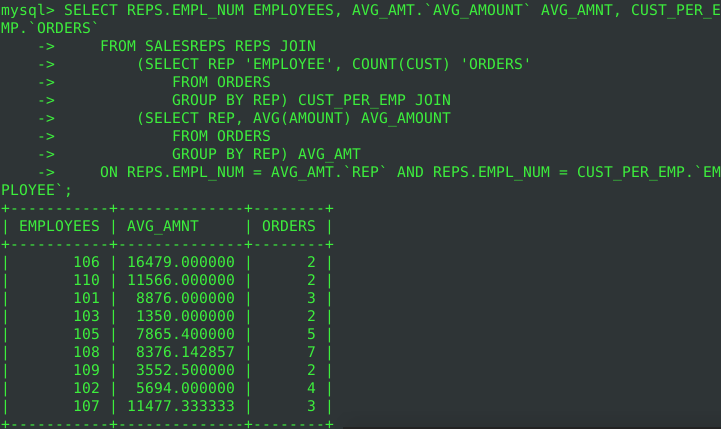 mysql> SELECT REPS.EMPL_NUM EMPLOYEES, AVG_AMT.`AVG_AMOUNT` AVG_AMNT, CUST_PER_E
MP.`ORDERS`
    ->     FROM SALESREPS REPS JOIN
    ->         (SELECT REP 'EMPLOYEE', COUNT(CUST) 'ORDERS'
    ->             FROM ORDERS
    ->             GROUP BY REP) CUST_PER_EMP JOIN
    ->         (SELECT REP, AVG(AMOUNT) AVG_AMOUNT
    ->             FROM ORDERS
    ->             GROUP BY REP) AVG_AMT
    ->     ON REPS.EMPL_NUM = AVG_AMT.`REP` AND REPS.EMPL_NUM = CUST_PER_EMP.`EM
PLOYEE`;
+-----------+--------------+--------+
| EMPLOYEES | AVG_AMNT     | ORDERS |
+-----------+--------------+--------+
|       106 | 16479.000000 |      2 |
|       110 | 11566.000000 |      2 |
|       101 |  8876.000000 |      3 |
|       103 |  1350.000000 |      2 |
|       105 |  7865.400000 |      5 |
|       108 |  8376.142857 |      7 |
|       109 |  3552.500000 |      2 |
|       102 |  5694.000000 |      4 |
|       107 | 11477.333333 |      3 |
+-----------+--------------+--------+